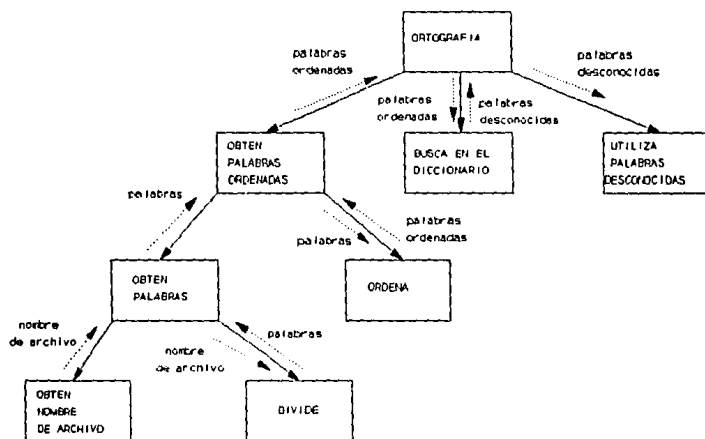 ORTOGRAFIA
palabras
ordenadas
palabras
ordenadas
palabras
desconocidas
palabras
desconocidas
OBTEN
PALABRAS
ORDENADAS
BUSCA EN EL
DICCIONARIO
UTILIZA
PALABRAS
DESCONOCIDAS
palabras
palabras
palabras
ordenadas
OBTEN
PALABRAS
ORDENA
nombre
de archivo
nombre
de archivo
palabras
OBTEN
NOMBRE
DE ARCHIVO
DIVIDE